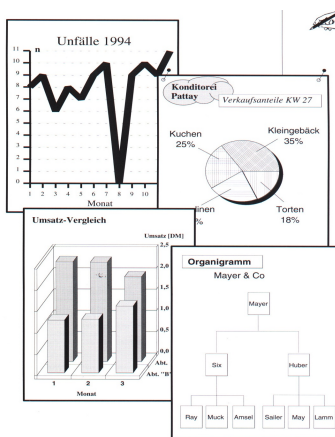 Unfälle 1994
n
11
10
9
8
7
6
5
4
3
2
1
0
1 2 3 4 5 6 7 8 9 10
Monat
Konditorei
Pattay
Verkaufsanteile KW 27
Kuchen
25%
Kleingebäck
35%
Torten
18%
Umsatz-Vergleich
Umsatz [DM]
2,5
2,0
1,5
1,0
0,5
0,0
Abt.
Abt. "B"
1 2 3
Monat
Organigramm
Mayer & Co
Mayer
Six Huber
Ray Muck Amsel Sailer May Lamm